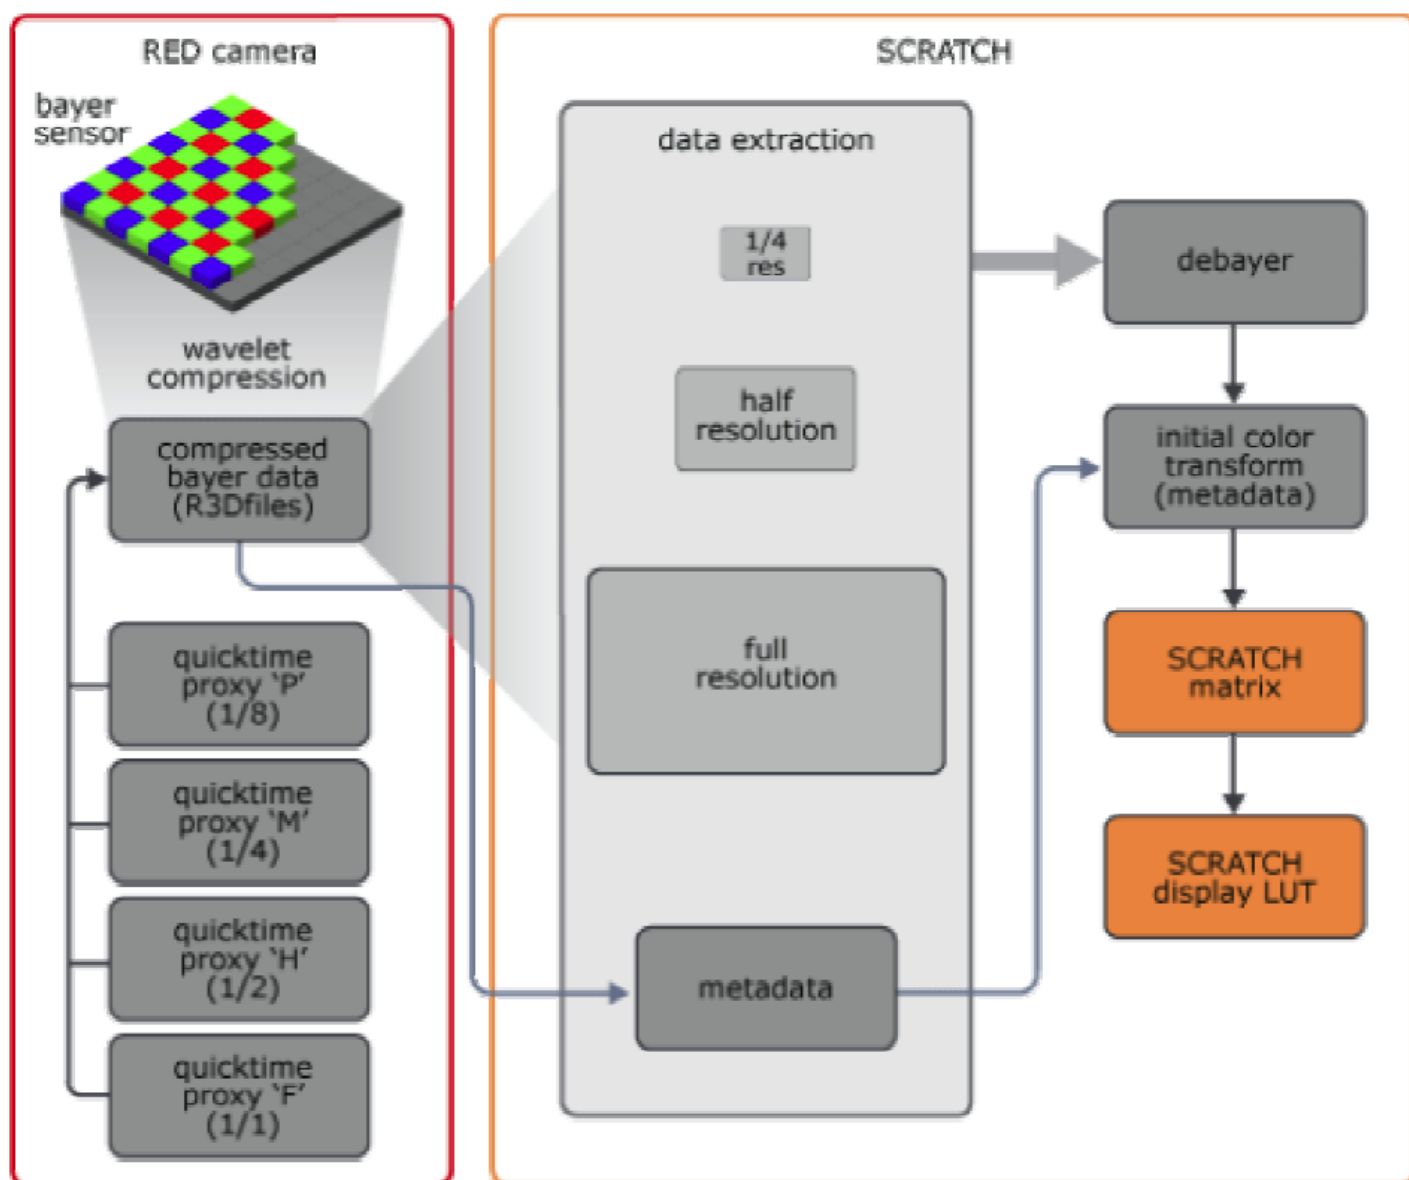 RED camera
bayer
sensor
wavelet
compression
compressed
bayer data
(R3Dfiles)
quicktime
proxy ‘P’
(1/8)
quicktime
proxy ‘M’
(1/4)
quicktime
proxy ‘H’
(1/2)
quicktime
proxy ‘F’
(1/1)
SCRATCH
data extraction
1/4
res
half
resolution
full
resolution
metadata
debayer
initial color
transform
(metadata)
SCRATCH
matrix
SCRATCH
display LUT